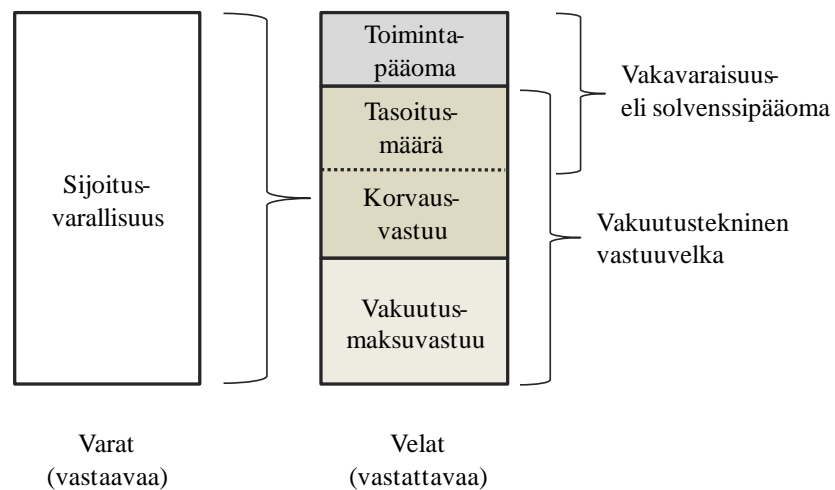 Sijoitus-
varallisuus
Toiminta-
pääoma
Tasoitus-
määrä
Korvaus-
vastuu
Vakuutus-
maksuvastuu
Vakavaraisuus-
eli solvenssipääoma
Vakuutustekninen
vastuuvelka
Varat
(vastaavaa)
Velat
(vastattavaa)